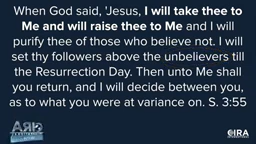 When God said, 'Jesus, I will take thee to
Me and will raise thee to Me and I will
purify thee of those who believe not. I will
set thy followers above the unbelievers till
the Resurrection Day. Then unto Me shall
you return, and I will decide between you,
as to what you were at variance on. S. 3:55
CIRA